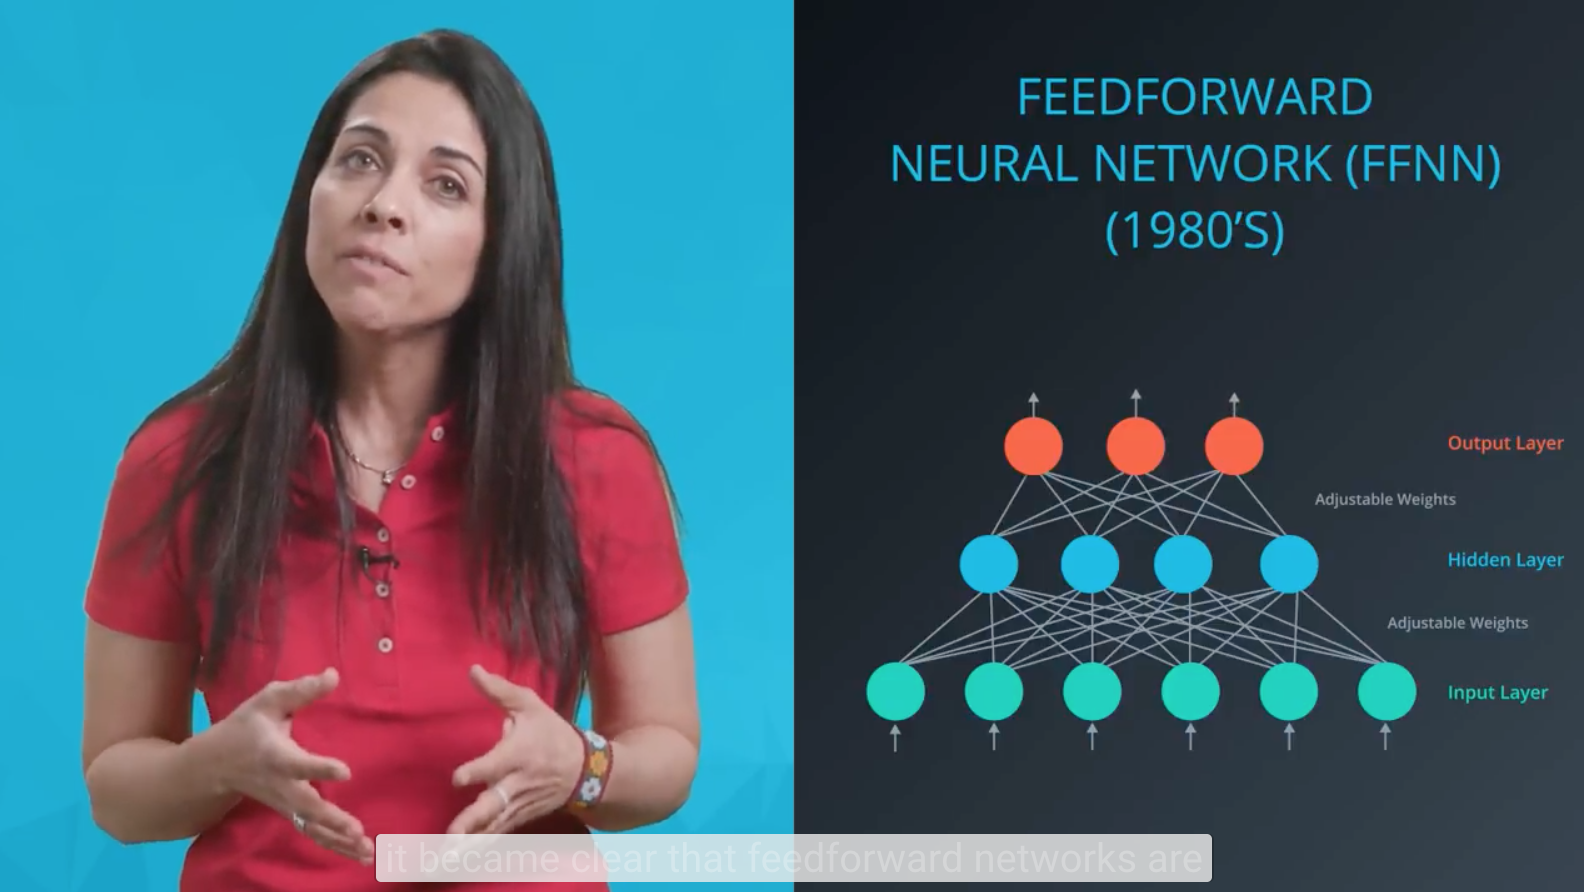 FEEDFORWARD
NEURAL NETWORK (FFNN)
(1980'S)
Output Layer
Adjustable Weights
Hidden Layer
Adjustable Weights
Input Layer
it became clear that feedforward networks are